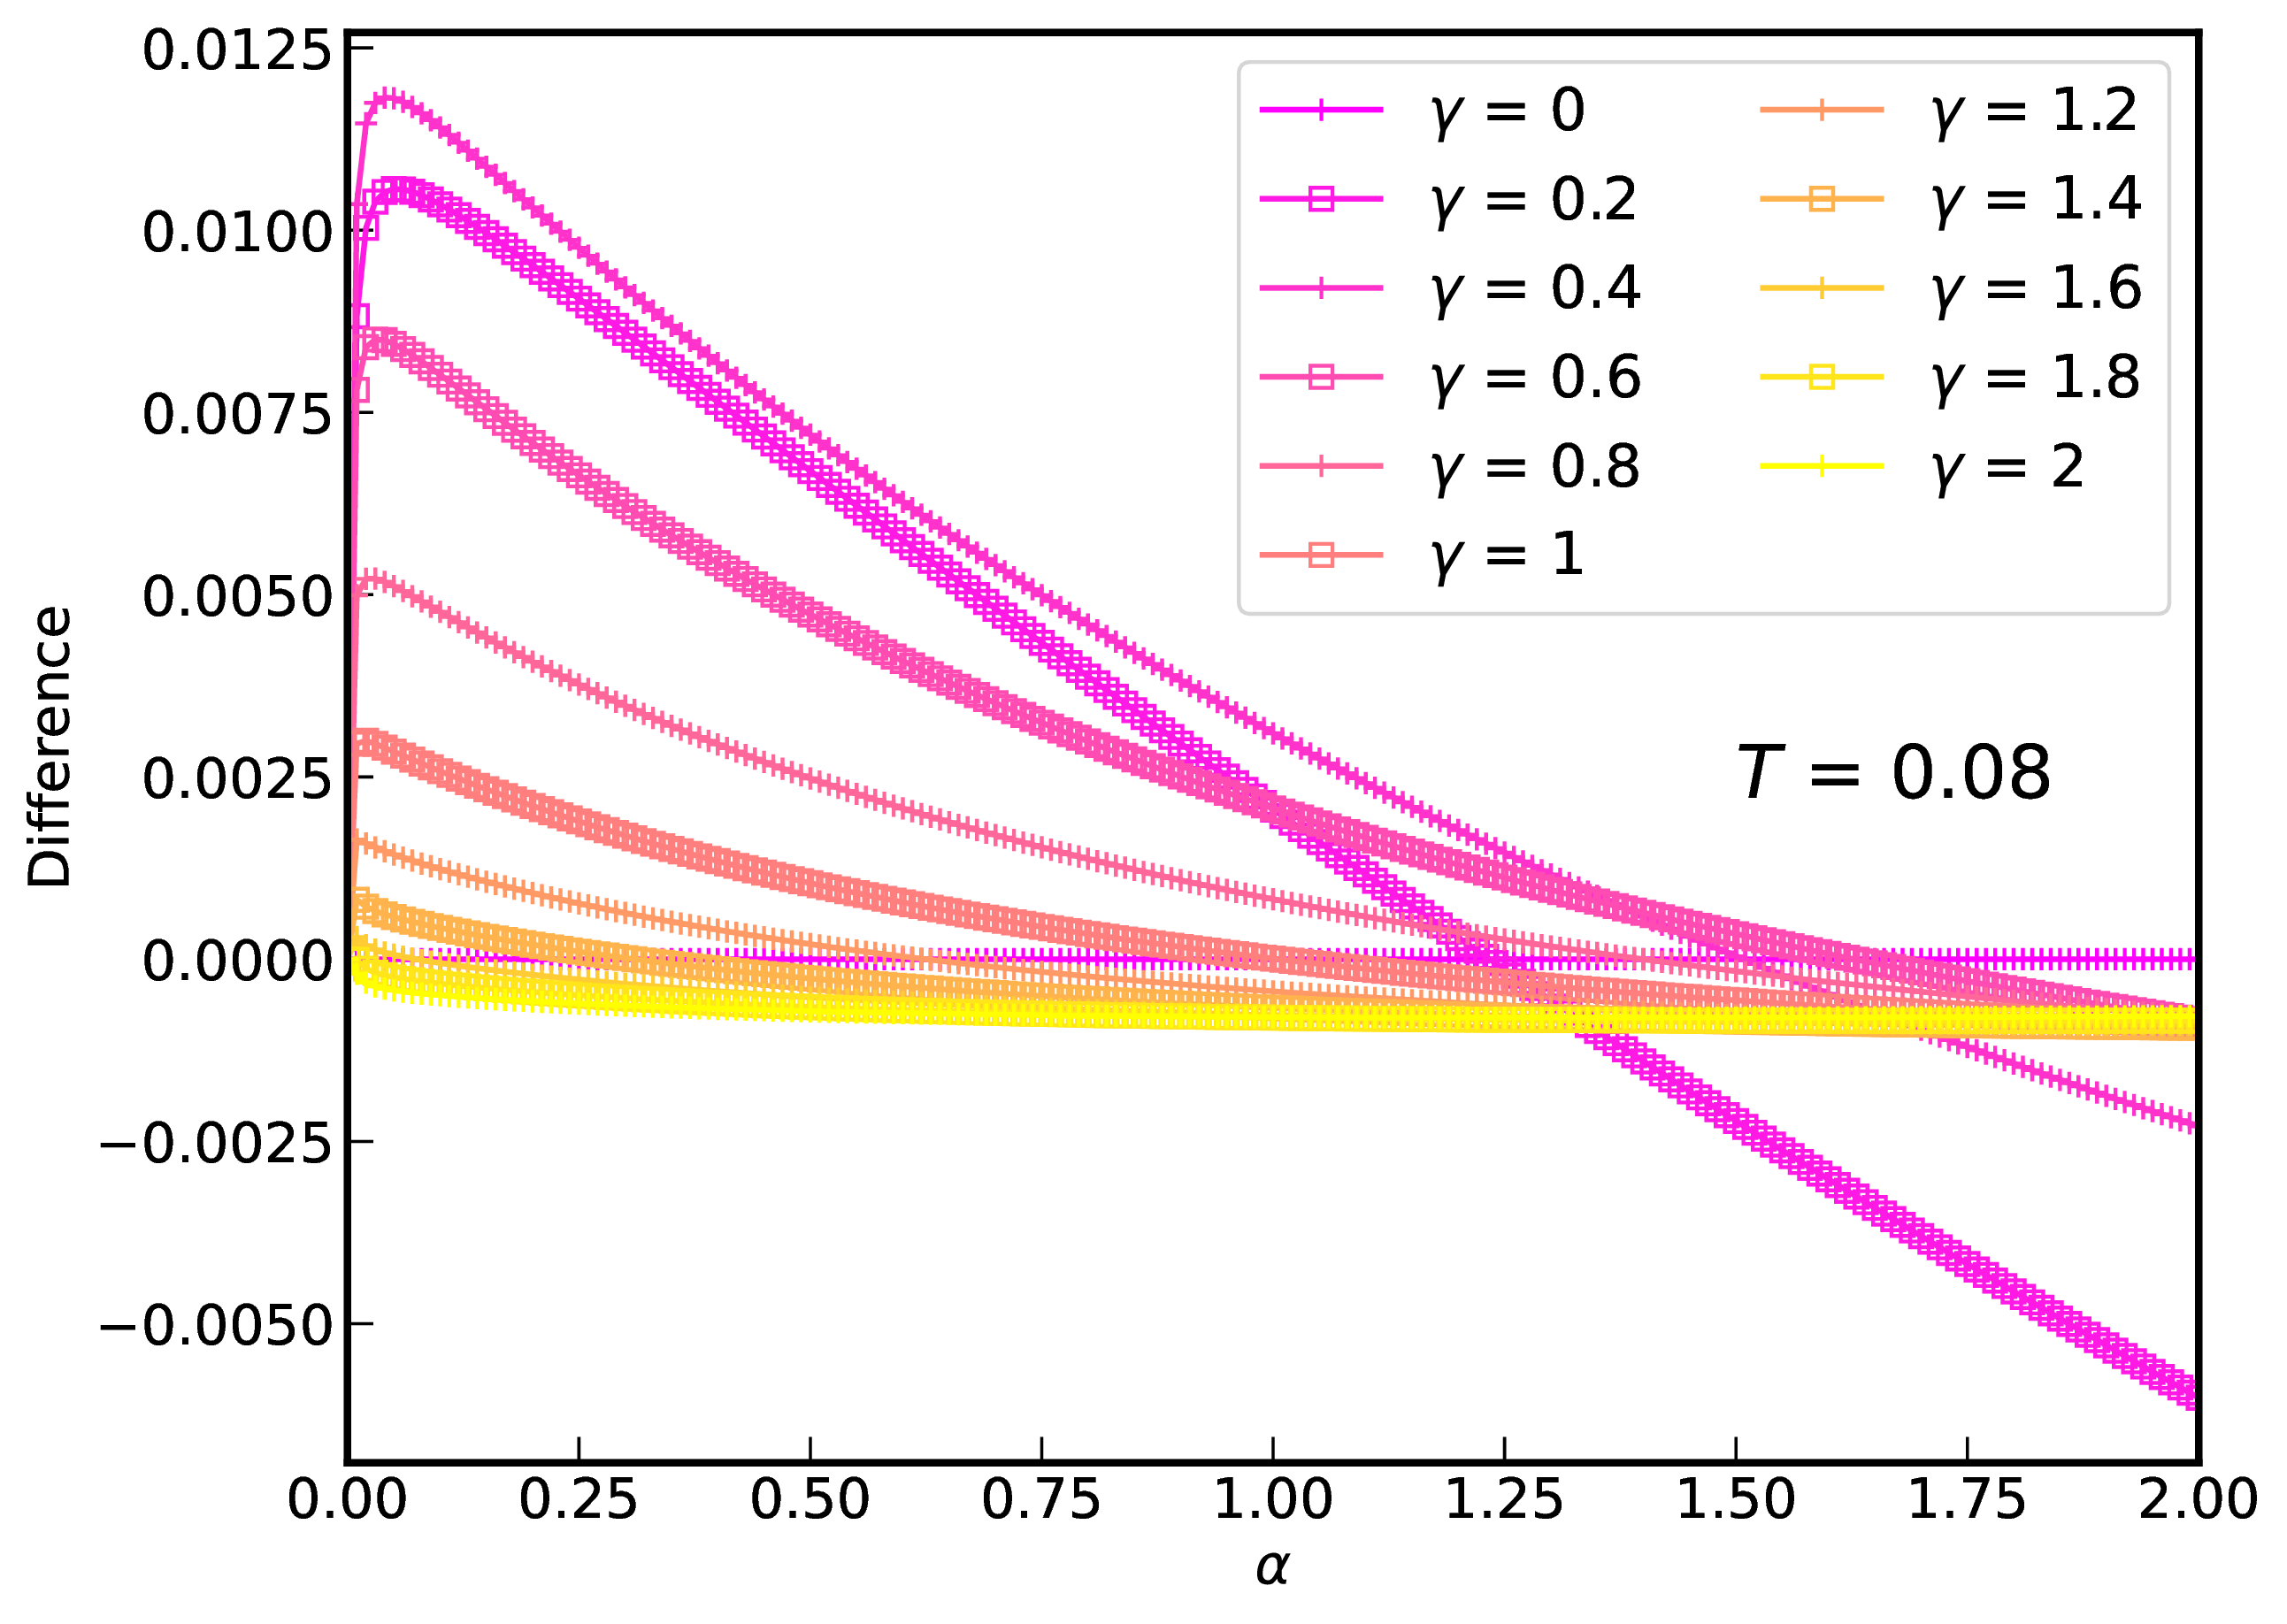 0.0125
0.0100
0.0075
0.0050
0.0025
0.0000
−0.0025
−0.0050
Difference
γ = 0
γ = 0.2
γ = 0.4
γ = 0.6
γ = 0.8
γ = 1
γ = 1.2
γ = 1.4
γ = 1.6
γ = 1.8
γ = 2
T = 0.08
0.00 0.25 0.50 0.75 1.00 1.25 1.50 1.75 2.00
α